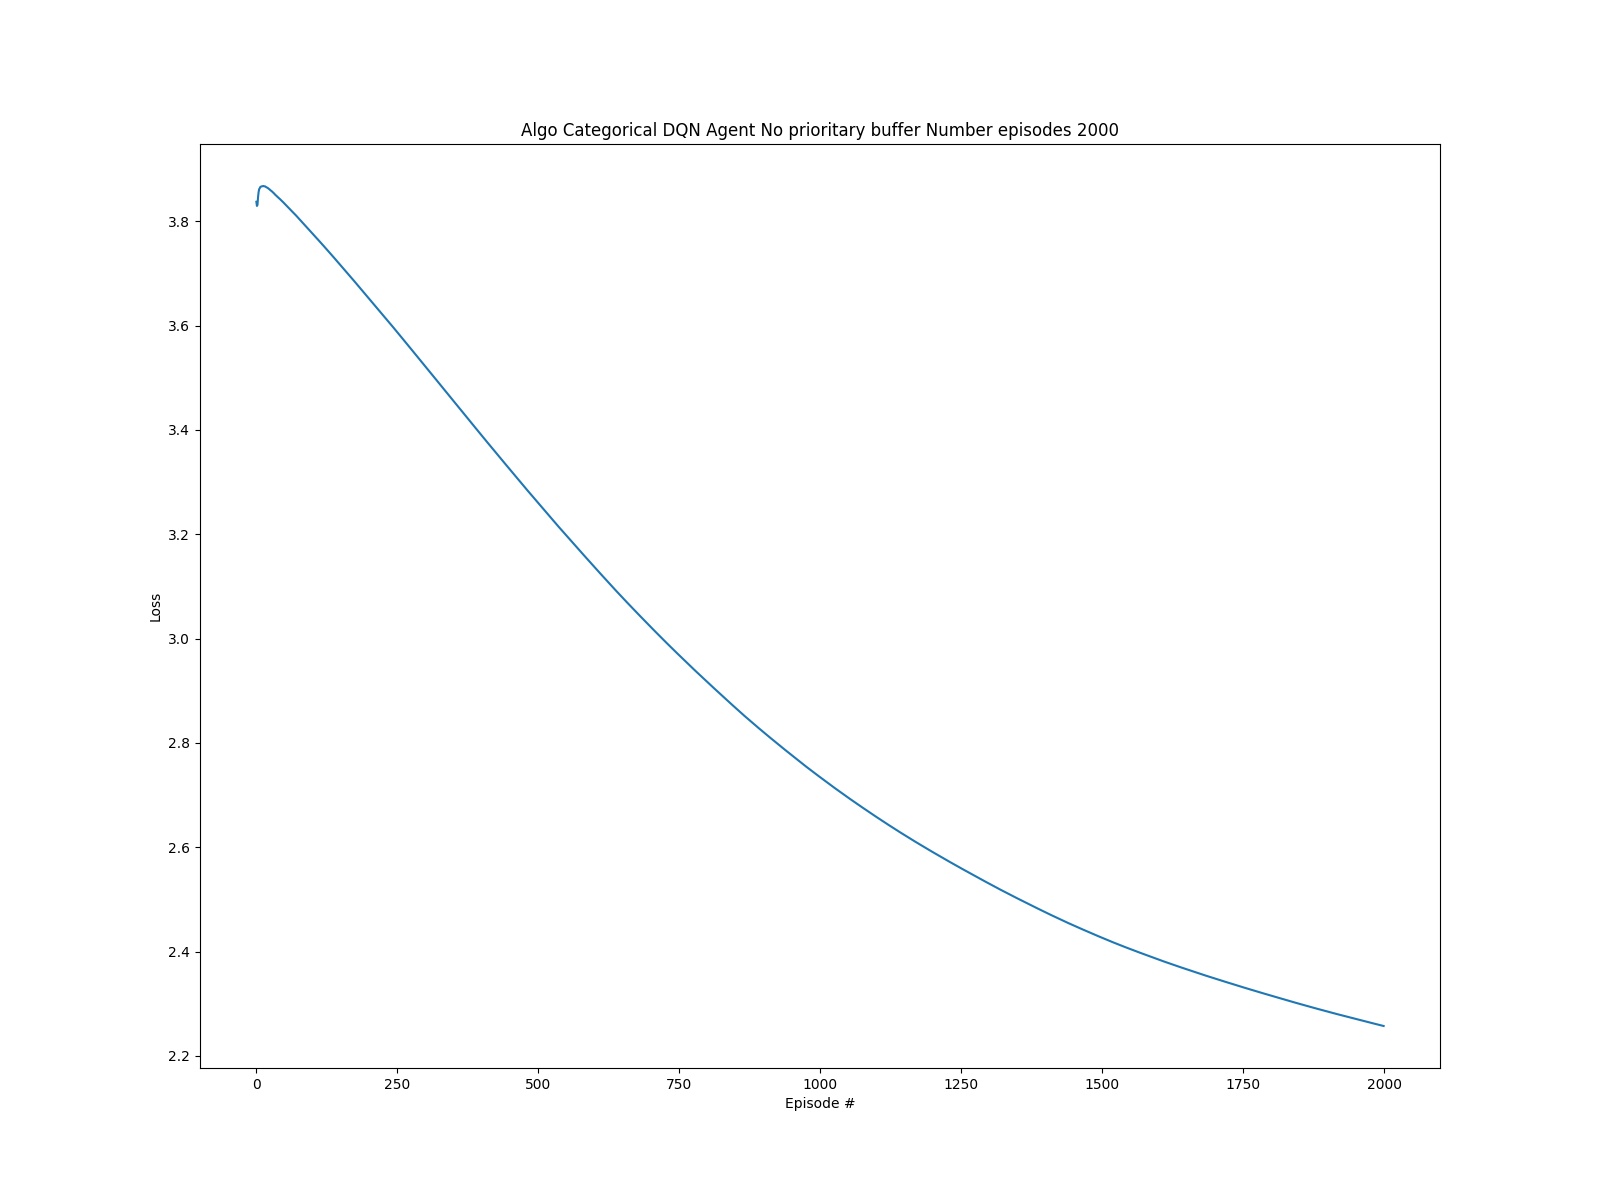 Algo Categorical DQN Agent No prioritary buffer Number episodes 2000
3.8
3.6
3.4
3.2
3.0
2.8
2.6
2.4
2.2
Loss
0 250 500 750 1000 1250 1500 1750 2000
Episode #